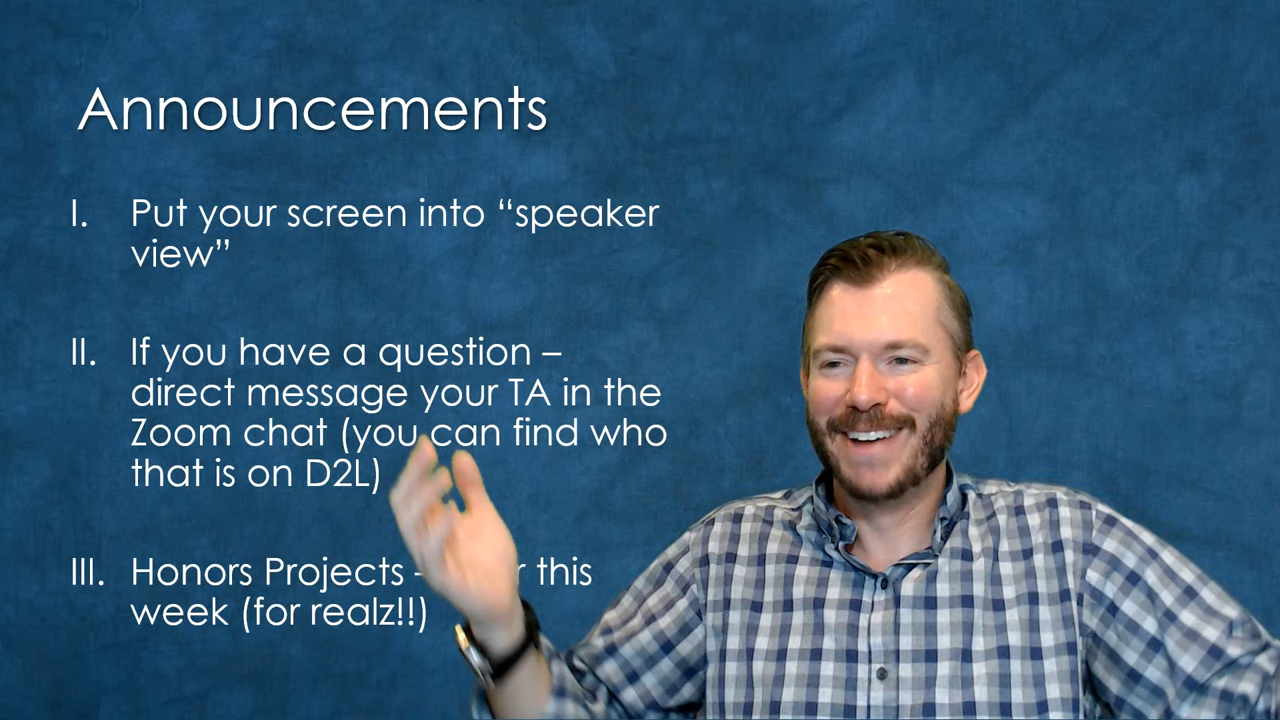 Announcements
I. Put your screen into “speaker
view”
II. If you have a question –
direct message your TA in the
Zoom chat (you can find who
that is on D2L)
III. Honors Projects – this
week (for realz!!)